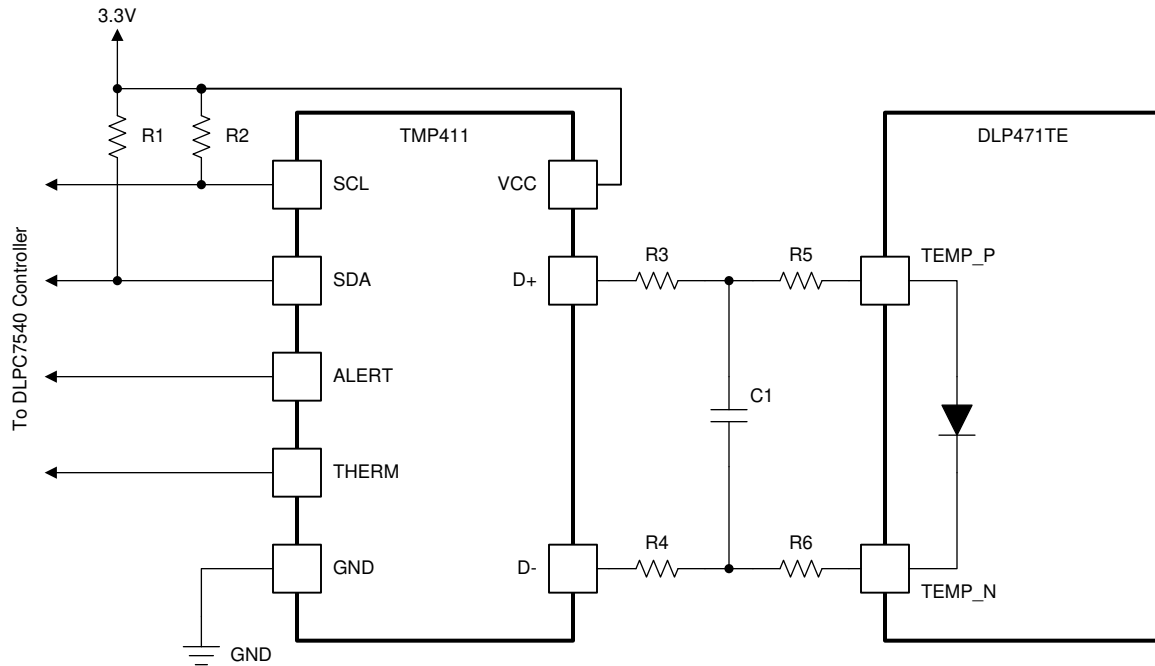 3.3V
R1
R2
TMP411
DLP471TE
SCL
VCC
To DLPC7540 Controller
SDA
D+
R3
R5
TEMP_P
ALERT
C1
THERM
GND
D-
R4
R6
TEMP_N
GND